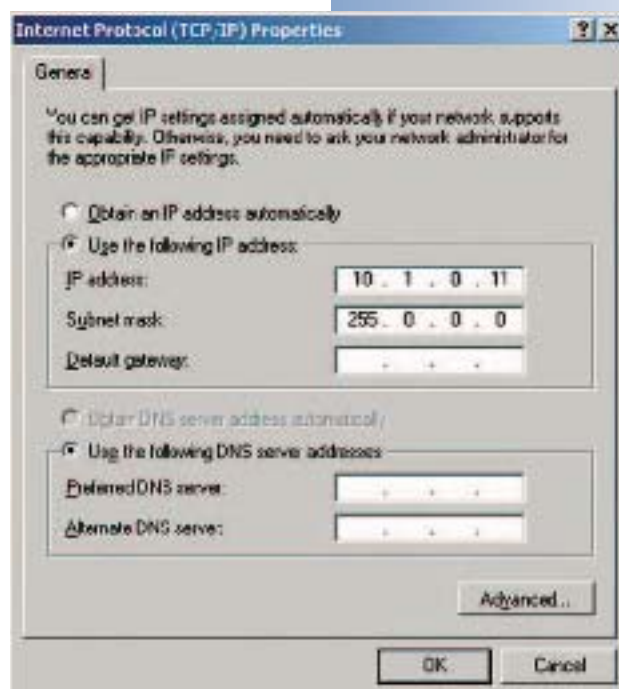 Internet Protocol (TCP/IP) Properties
General
You can get IP settings assigned automatically if your network supports
this capability. Otherwise, you need to ask your network administrator for
the appropriate IP settings.
Obtain an IP address automatically
Use the following IP address:
IP address: 10 . 1 . 0 . 11
Subnet mask: 255 . 0 . 0 . 0
Default gateway: . . .
Obtain DNS server address automatically
Use the following DNS server addresses
Preferred DNS server: . . .
Alternate DNS server: . . .
Advanced...
OK Cancel